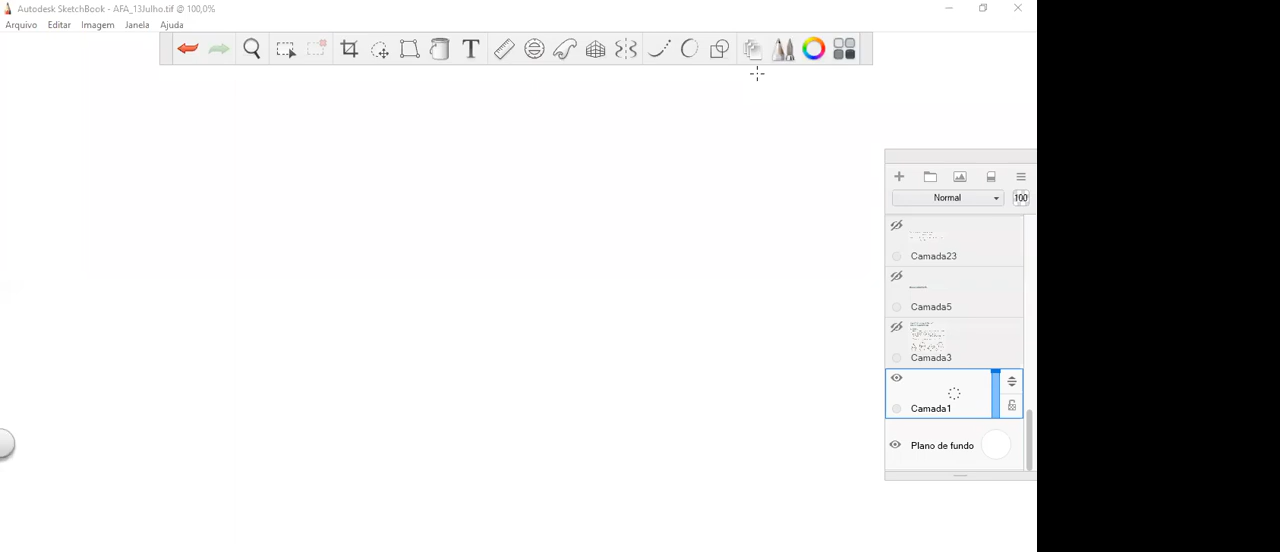 Autodesk SketchBook - AFA_13Julho.tif @ 100,0%
Arquivo Editar Imagem Janela Ajuda
T
Normal 100
Camada23
Camada5
Camada3
Camada1
Plano de fundo